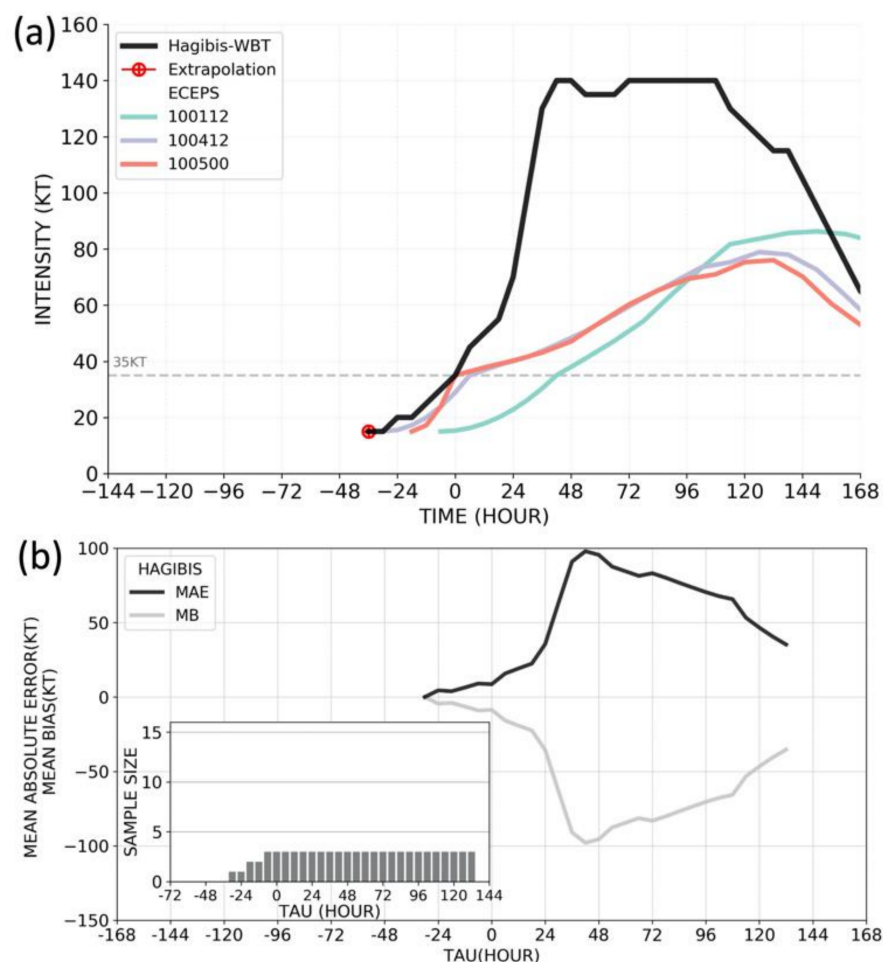 (a)
160
140
120
100
80
60
40
20
0
INTENSITY (KT)
Hagibis-WBT
Extrapolation
ECEPS
100112
100412
100500
35KT
−144 −120 −96 −72 −48 −24 0 24 48 72 96 120 144 168
TIME (HOUR)
(b)
100
50
0
−50
−100
−150
MEAN ABSOLUTE ERROR(KT)
MEAN BIAS(KT)
HAGIBIS
MAE
MB
15
10
5
0
SAMPLE SIZE
-72 -48 -24 0 24 48 72 96 120 144
TAU (HOUR)
-168 -144 -120 -96 -72 -48 -24 0 24 48 72 96 120 144 168
TAU(HOUR)